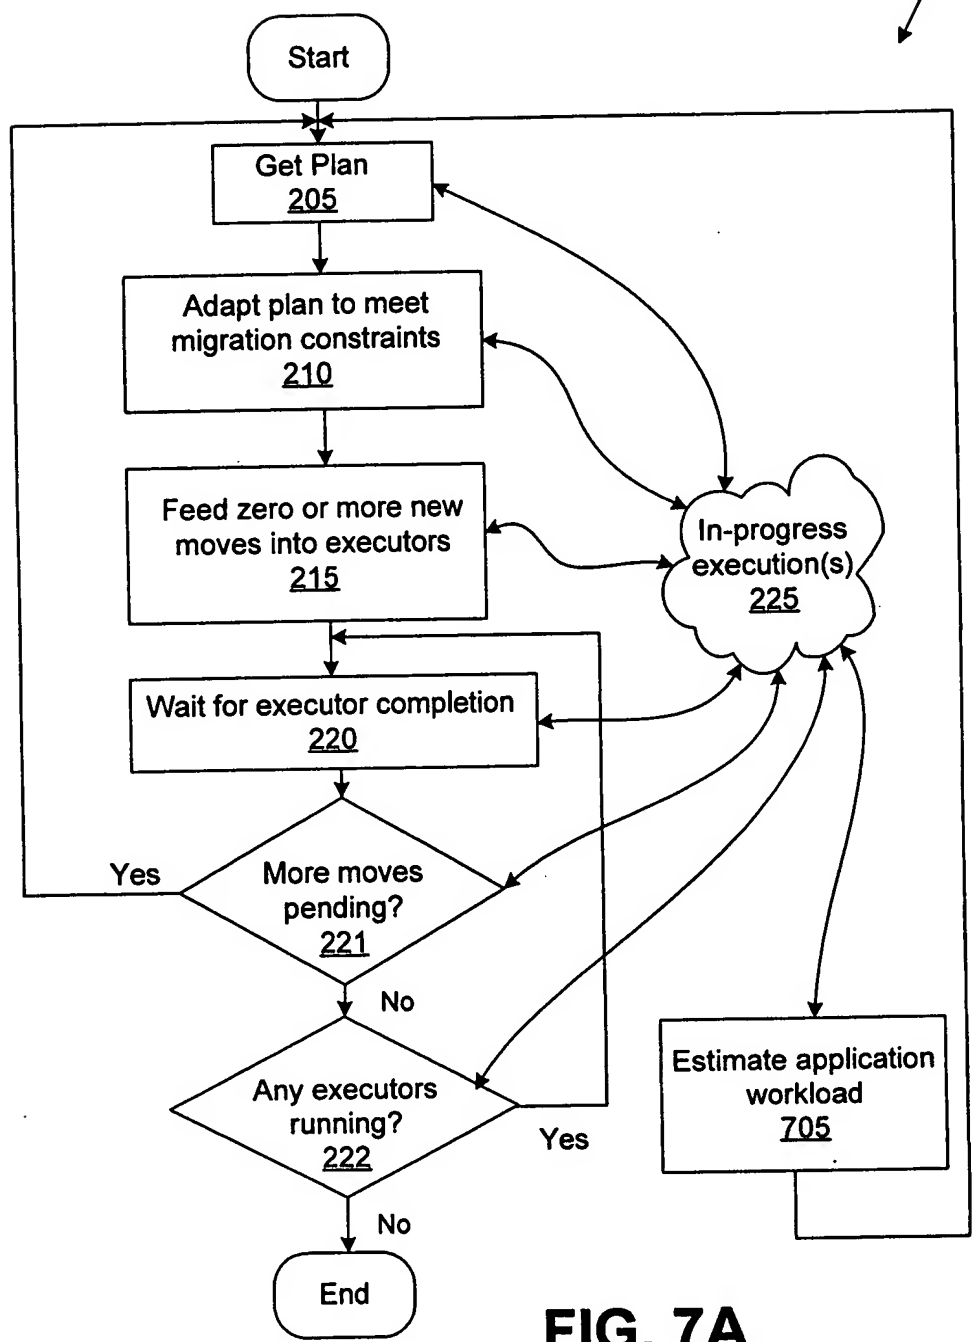 Start
Get Plan
205
Adapt plan to meet
migration constraints
210
Feed zero or more new
moves into executors
215
In-progress
execution(s)
225
Wait for executor completion
220
Yes
More moves
pending?
221
No
Any executors
running?
222
Yes
Estimate application
workload
705
No
End
FIG. 7A